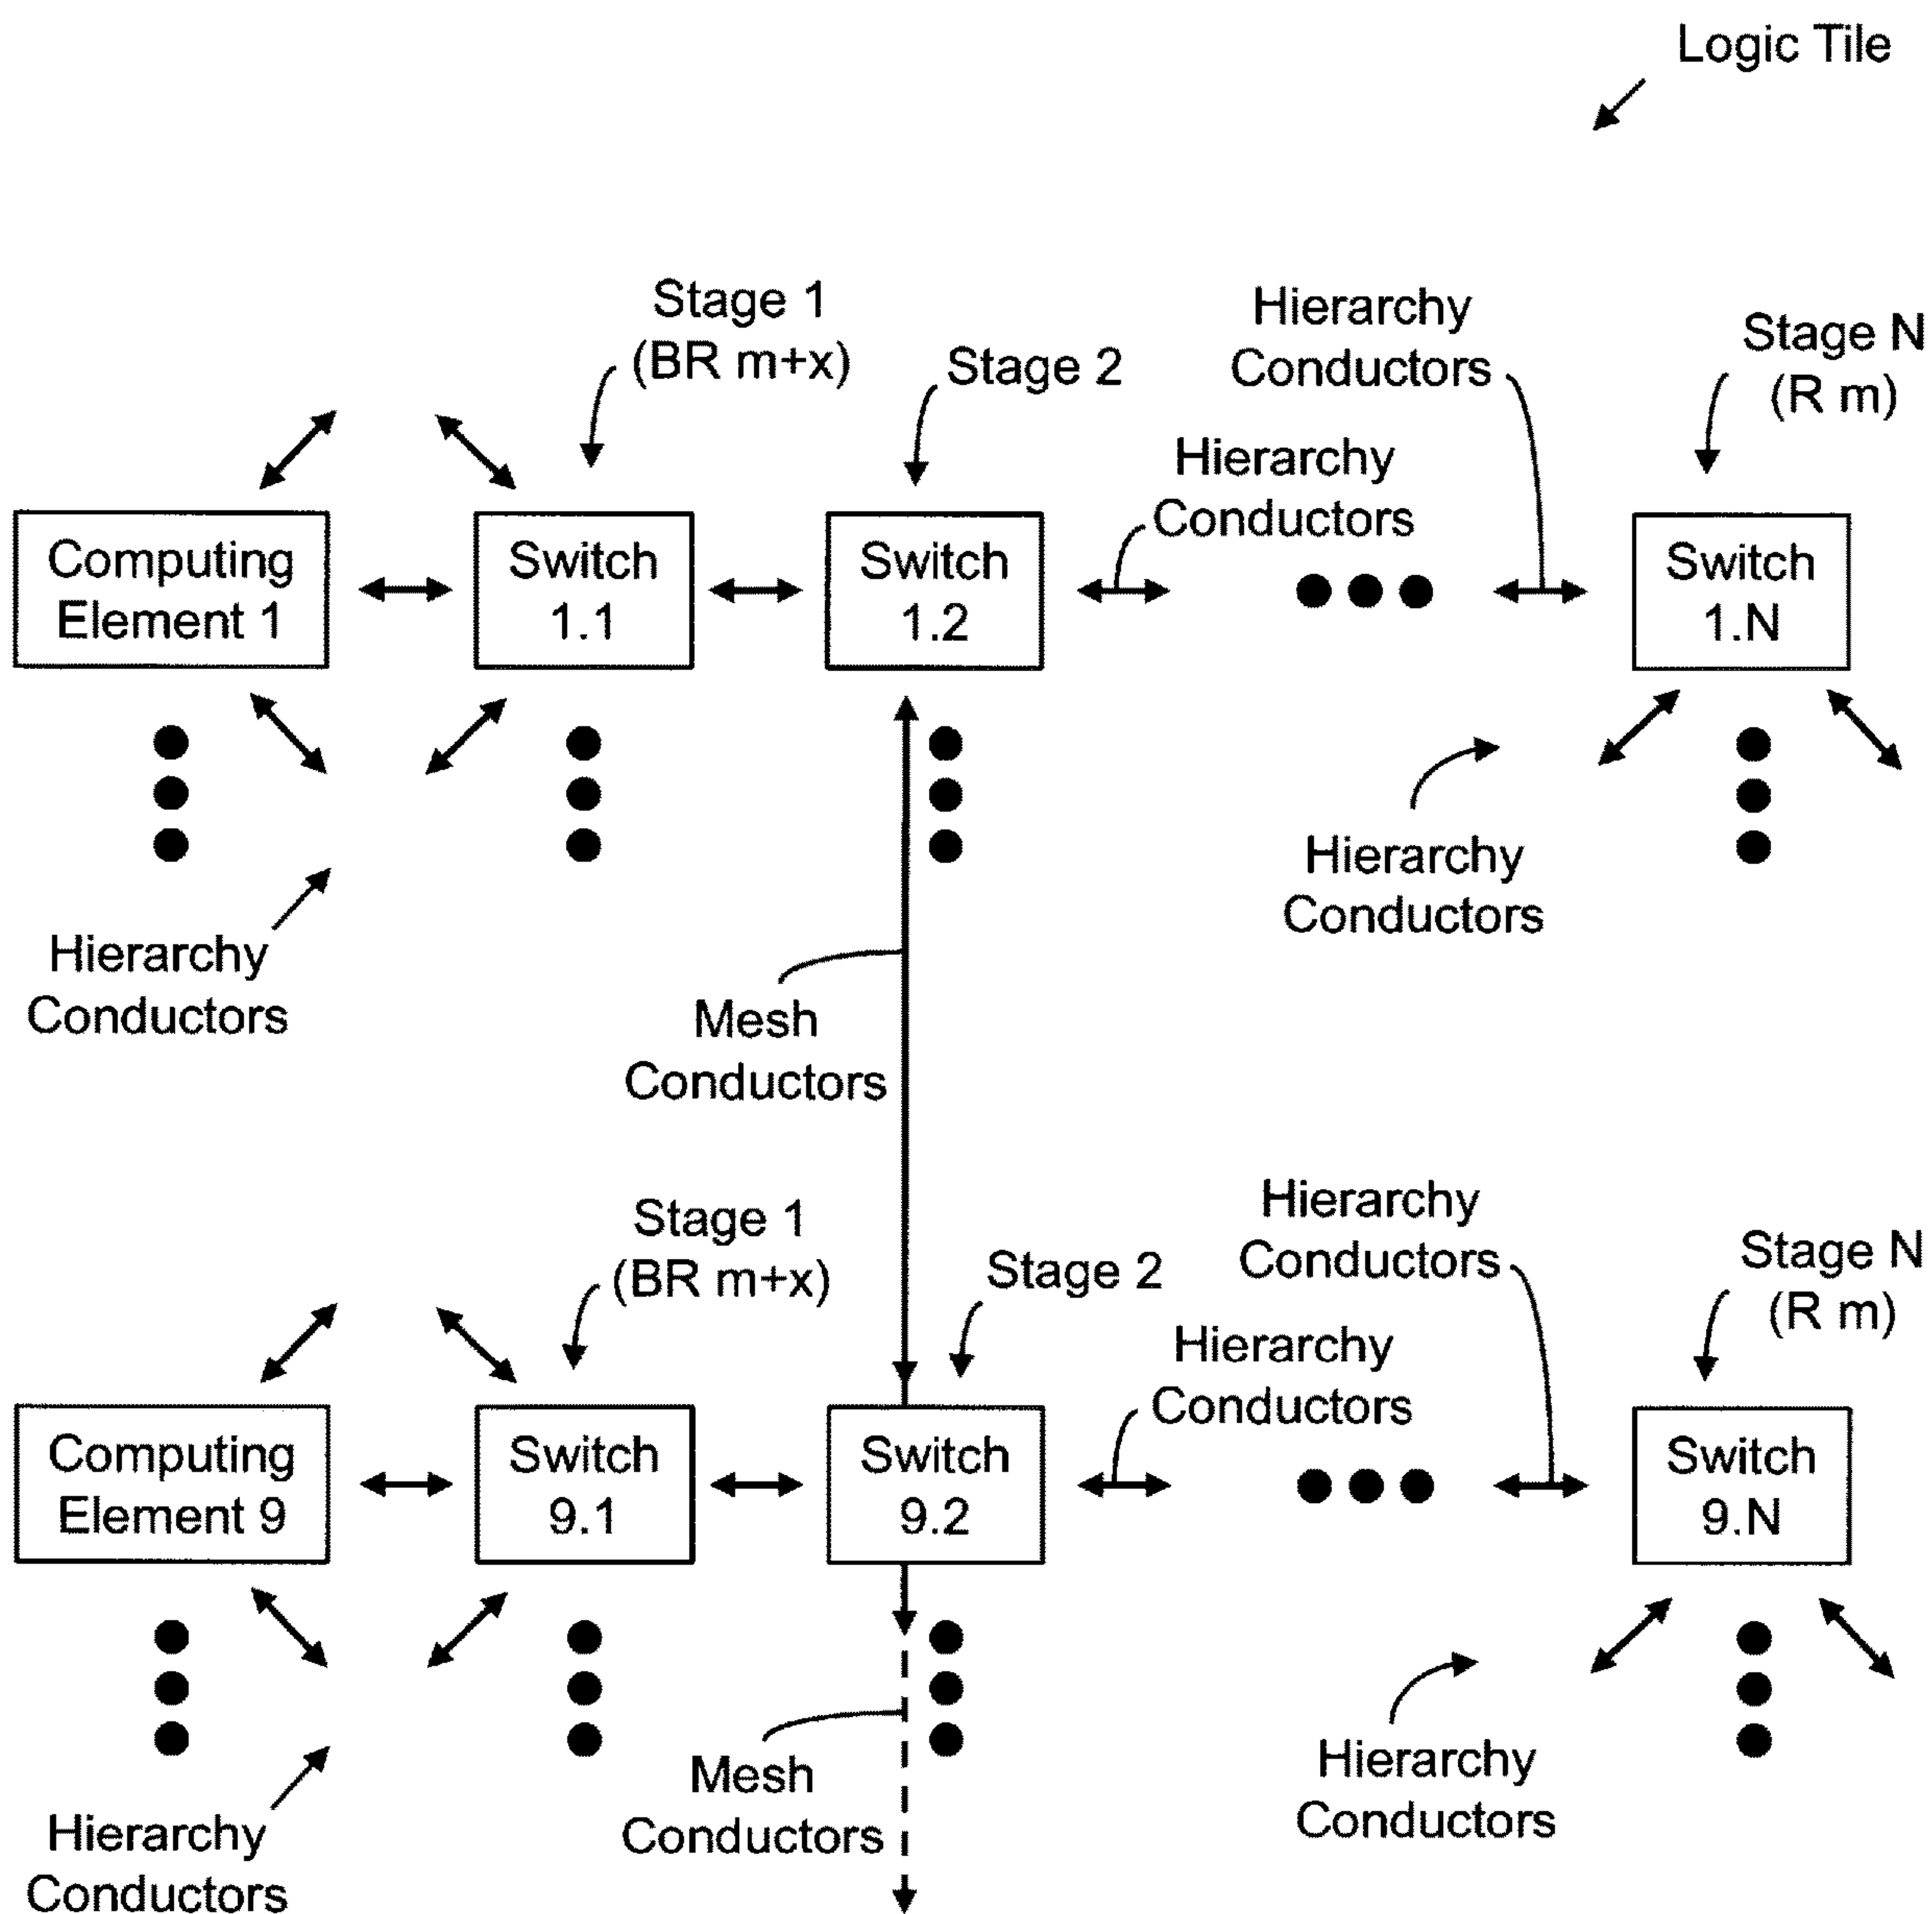 Logic Tile
Stage 1
(BR m+x)
Stage 2
Hierarchy
Conductors
Stage N
(R m)
Hierarchy
Conductors
Computing
Element 1
Switch
1.1
Switch
1.2
Switch
1.N
Hierarchy
Conductors
Hierarchy
Conductors
Mesh
Conductors
Stage 1
(BR m+x)
Stage 2
Hierarchy
Conductors
Stage N
(R m)
Hierarchy
Conductors
Computing
Element 9
Switch
9.1
Switch
9.2
Switch
9.N
Hierarchy
Conductors
Mesh
Conductors
Hierarchy
Conductors